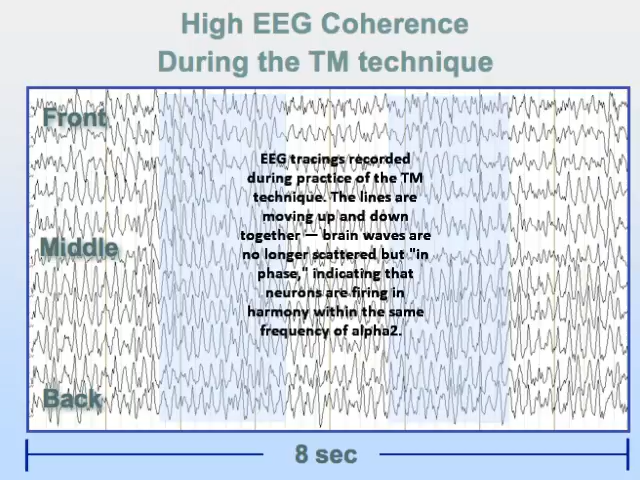 High EEG Coherence
During the TM technique
Front
EEG tracings recorded
during practice of the TM
technique. The lines are
moving up and down
together — brain waves are
no longer scattered but "in
phase," indicating that
neurons are firing in
harmony within the same
frequency of alpha2.
Middle
Back
8 sec